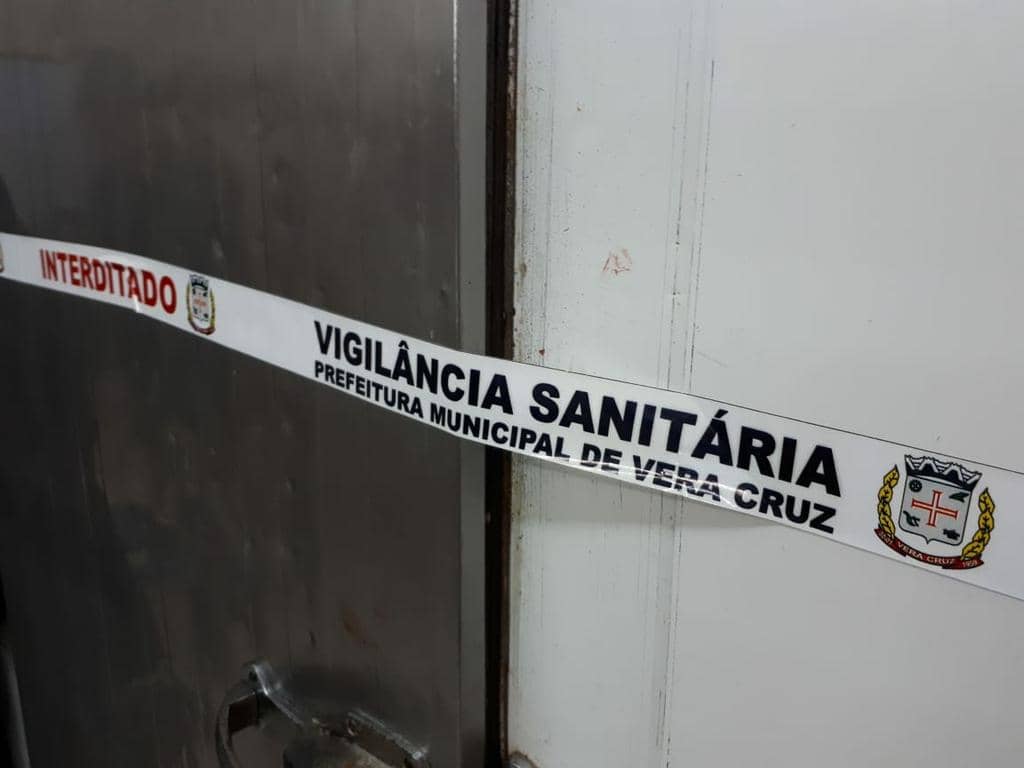 INTERDITADO
VIGILÂNCIA SANITÁRIA
PREFEITURA MUNICIPAL DE VERA CRUZ
VERA CRUZ